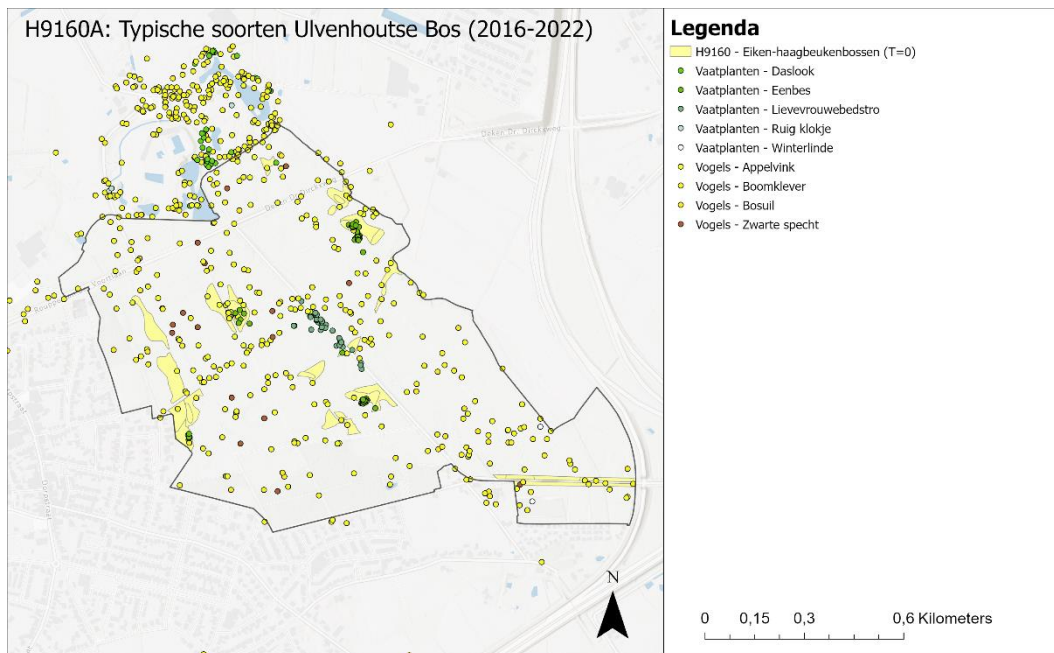 H9160A: Typische soorten Ulvenhoutse Bos (2016-2022)
Legenda
H9160 - Eiken-haagbeukenbossen (T=0)
Vaatplanten - Daslook
Vaatplanten - Eenbes
Vaatplanten - Lievevrouwebedstro
Vaatplanten - Ruig klokje
Vaatplanten - Winterlinde
Vogels - Appelvink
Vogels - Boomklever
Vogels - Bosuil
Vogels - Zwarte specht
N
0 0,15 0,3 0,6 Kilometers